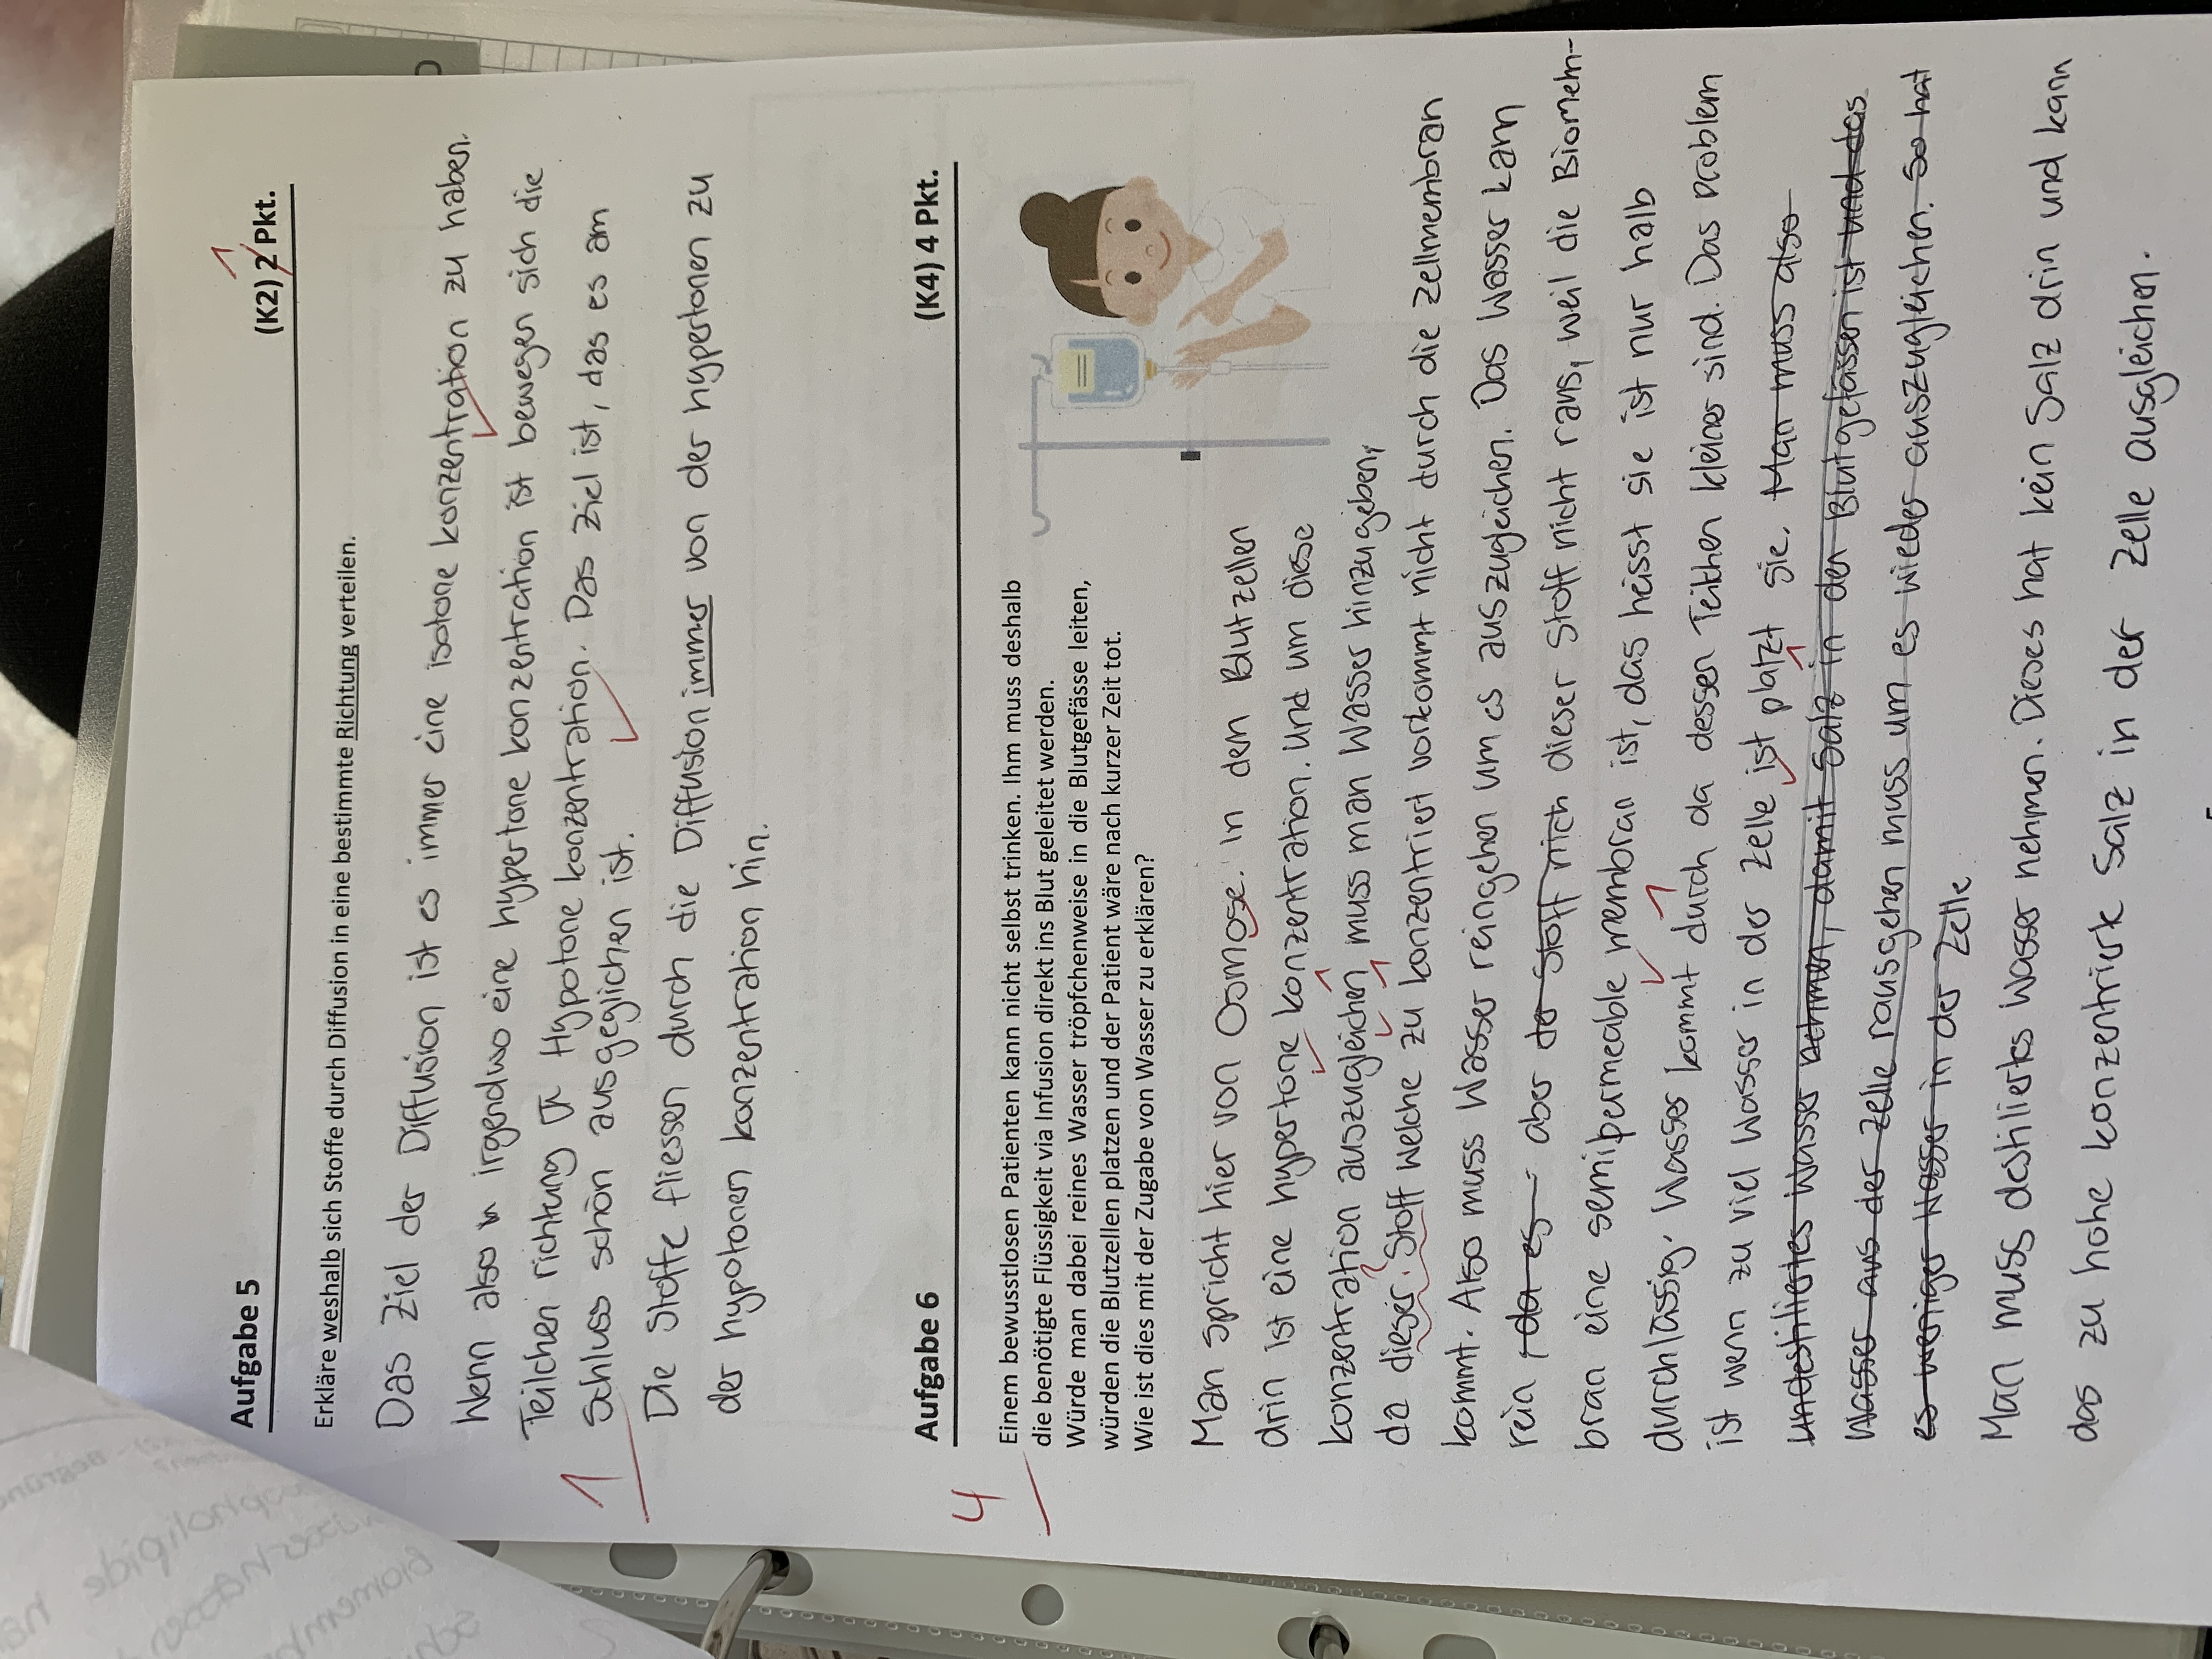 Aufgabe 5
1
(K2) 2 Pkt.
Erkläre weshalb sich Stoffe durch Diffusion in eine bestimmte Richtung verteilen.
Das Ziel der Diffusion ist es immer eine isotone konzentration zu haben.
Wenn also irgendwo eine hypertone konzentration ist bewegen sich die
Teilchen richtung Hypotone konzentration. Das Ziel ist, das es am
1
Schluss schön ausgeglichen ist.
Die Stoffe fliessen durch die Diffusion immer von der hypertonen zu
der hypotonen konzentration hin.
Aufgabe 6
(K4) 4 Pkt.
4
Einem bewusstlosen Patienten kann nicht selbst trinken. Ihm muss deshalb
die benötigte Flüssigkeit via Infusion direkt ins Blut geleitet werden.
Würde man dabei reines Wasser tröpfchenweise in die Blutgefässe leiten,
würden die Blutzellen platzen und der Patient wäre nach kurzer Zeit tot.
Wie ist dies mit der Zugabe von Wasser zu erklären?
Man spricht hier von Osmose. In den Blutzellen
drin ist eine hypertone konzentration. Und um diese
1
konzentration auszugleichen muss man Wasser hinzugeben,
? 1
da dieser Stoff welche zu konzentriert vorkommt nicht durch die Zellmembran
kommt. Also muss Wasser reingehen um es auszugleichen. Das Wasser kann
rein , da es aber der Stoff nich dieser Stoff nicht raus, weil die Biomem-
bran eine semipermeable membran ist, das heisst sie ist nur halb
1
durchlässig. Wasser kommt durch da dessen Teilchen kleiner sind. Das Problem
ist wenn zu viel Wasser in der Zelle ist platzt sie. Man muss also
1
undestiliertes Wasser nehmen, damit Salz in den Blutgefässen ist und das
Wasser aus der Zelle rausgehen muss um es wieder auszugleichen. So hat
es weniger Wasser in der Zelle
Man muss destiliertes Wasser nehmen. Dieses hat kein Salz drin und kann
das zu hohe konzentrierte Salz in der Zelle ausgleichen.